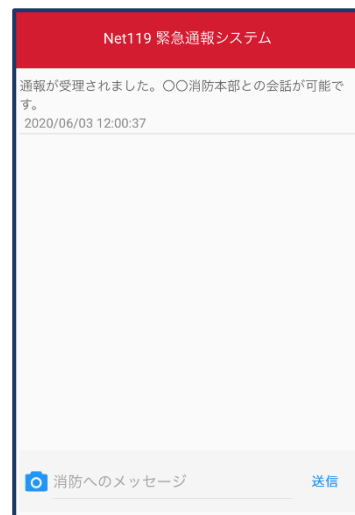 Net119 緊急通報システム
通報が受理されました。〇〇消防本部との会話が可能で
す。
2020/06/03 12:00:37
消防へのメッセージ
送信